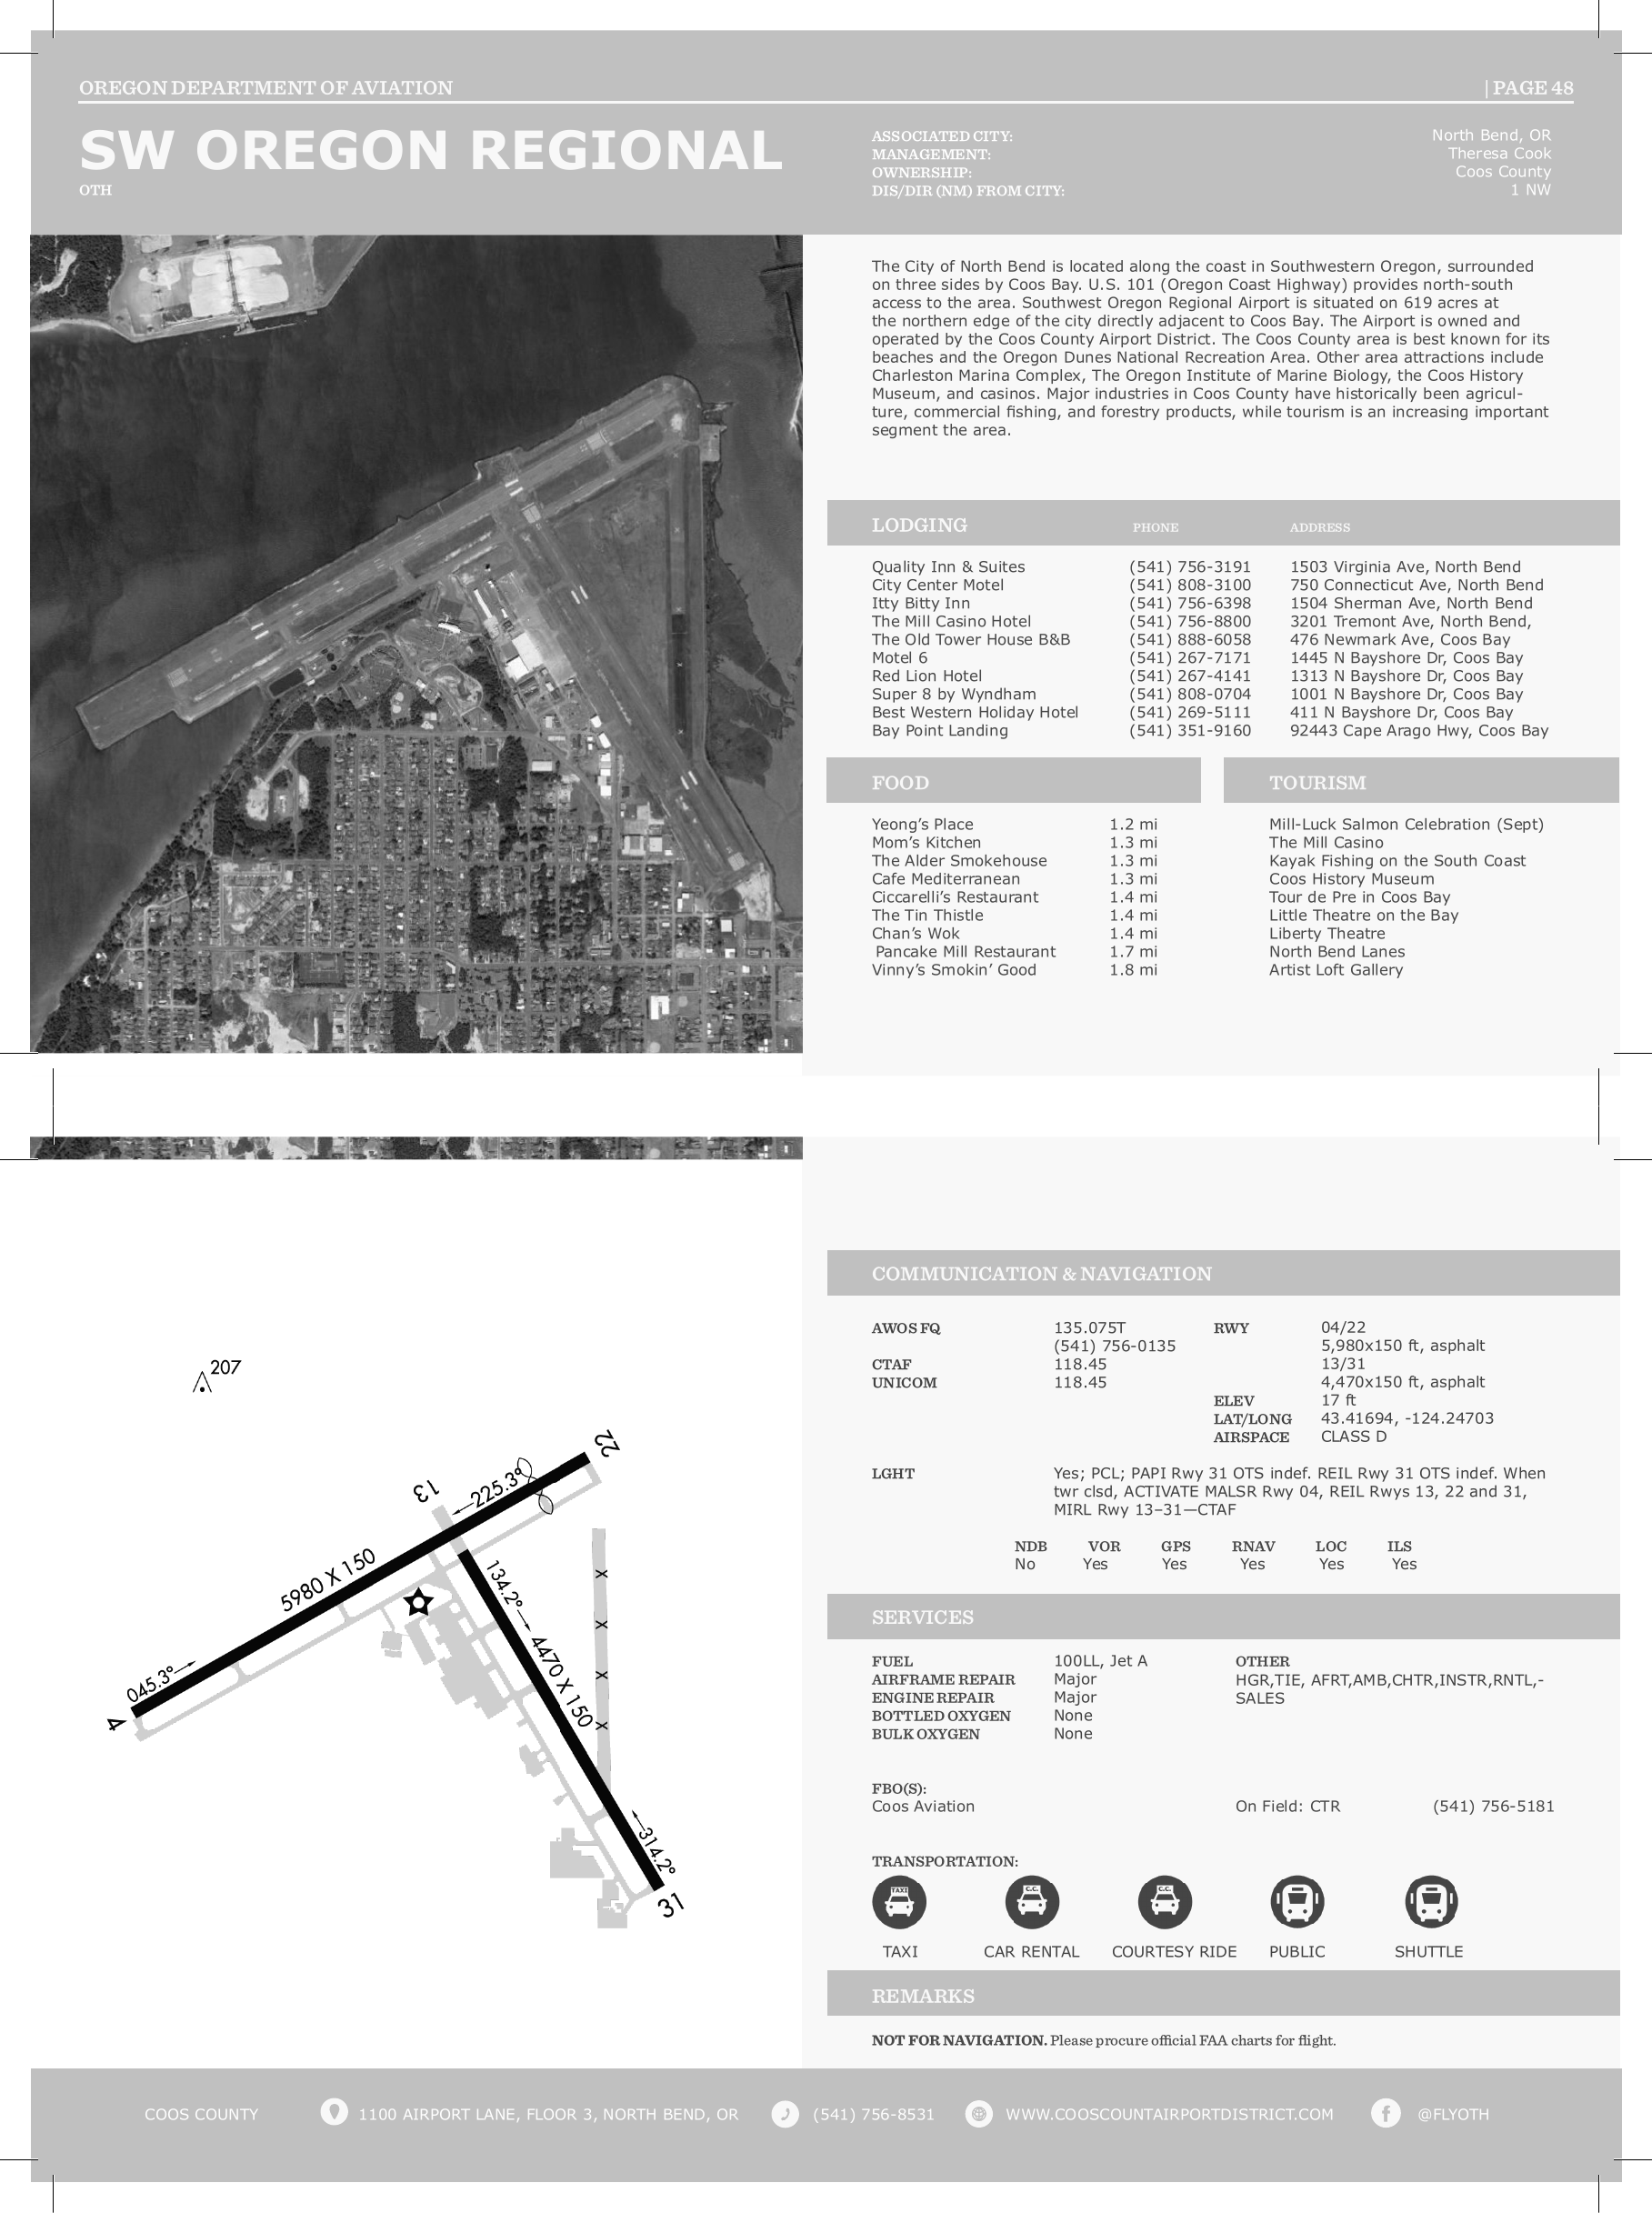 OREGON DEPARTMENT OF AVIATION
| PAGE 48
SW OREGON REGIONAL
OTH
ASSOCIATED CITY: North Bend, OR
MANAGEMENT: Theresa Cook
OWNERSHIP: Coos County
DIS/DIR (NM) FROM CITY: 1 NW
The City of North Bend is located along the coast in Southwestern Oregon, surrounded
on three sides by Coos Bay. U.S. 101 (Oregon Coast Highway) provides north-south
access to the area. Southwest Oregon Regional Airport is situated on 619 acres at
the northern edge of the city directly adjacent to Coos Bay. The Airport is owned and
operated by the Coos County Airport District. The Coos County area is best known for its
beaches and the Oregon Dunes National Recreation Area. Other area attractions include
Charleston Marina Complex, The Oregon Institute of Marine Biology, the Coos History
Museum, and casinos. Major industries in Coos County have historically been agricul-
ture, commercial fishing, and forestry products, while tourism is an increasing important
segment the area.
LODGING PHONE ADDRESS
Quality Inn & Suites (541) 756-3191 1503 Virginia Ave, North Bend
City Center Motel (541) 808-3100 750 Connecticut Ave, North Bend
Itty Bitty Inn (541) 756-6398 1504 Sherman Ave, North Bend
The Mill Casino Hotel (541) 756-8800 3201 Tremont Ave, North Bend,
The Old Tower House B&B (541) 888-6058 476 Newmark Ave, Coos Bay
Motel 6 (541) 267-7171 1445 N Bayshore Dr, Coos Bay
Red Lion Hotel (541) 267-4141 1313 N Bayshore Dr, Coos Bay
Super 8 by Wyndham (541) 808-0704 1001 N Bayshore Dr, Coos Bay
Best Western Holiday Hotel (541) 269-5111 411 N Bayshore Dr, Coos Bay
Bay Point Landing (541) 351-9160 92443 Cape Arago Hwy, Coos Bay
FOOD
Yeong's Place 1.2 mi
Mom's Kitchen 1.3 mi
The Alder Smokehouse 1.3 mi
Cafe Mediterranean 1.3 mi
Ciccarelli's Restaurant 1.4 mi
The Tin Thistle 1.4 mi
Chan's Wok 1.4 mi
Pancake Mill Restaurant 1.7 mi
Vinny's Smokin' Good 1.8 mi
TOURISM
Mill-Luck Salmon Celebration (Sept)
The Mill Casino
Kayak Fishing on the South Coast
Coos History Museum
Tour de Pre in Coos Bay
Little Theatre on the Bay
Liberty Theatre
North Bend Lanes
Artist Loft Gallery
207
22
13
225.3°
5980 X 150
134.2°
045.3°
4
4470 X 150
X
X
X
X
314.2°
31
COMMUNICATION & NAVIGATION
AWOS FQ 135.075T
(541) 756-0135
CTAF 118.45
UNICOM 118.45
RWY 04/22
5,980x150 ft, asphalt
13/31
4,470x150 ft, asphalt
ELEV 17 ft
LAT/LONG 43.41694, -124.24703
AIRSPACE CLASS D
LGHT Yes; PCL; PAPI Rwy 31 OTS indef. REIL Rwy 31 OTS indef. When
twr clsd, ACTIVATE MALSR Rwy 04, REIL Rwys 13, 22 and 31,
MIRL Rwy 13–31—CTAF
NDB VOR GPS RNAV LOC ILS
No Yes Yes Yes Yes Yes
SERVICES
FUEL 100LL, Jet A
AIRFRAME REPAIR Major
ENGINE REPAIR Major
BOTTLED OXYGEN None
BULK OXYGEN None
OTHER
HGR,TIE, AFRT,AMB,CHTR,INSTR,RNTL,-
SALES
FBO(S):
Coos Aviation On Field: CTR (541) 756-5181
TRANSPORTATION:
TAXI C.C. C.C.
TAXI CAR RENTAL COURTESY RIDE PUBLIC SHUTTLE
REMARKS
NOT FOR NAVIGATION. Please procure official FAA charts for flight.
COOS COUNTY 1100 AIRPORT LANE, FLOOR 3, NORTH BEND, OR (541) 756-8531 WWW.COOSCOUNTAIRPORTDISTRICT.COM f @FLYOTH